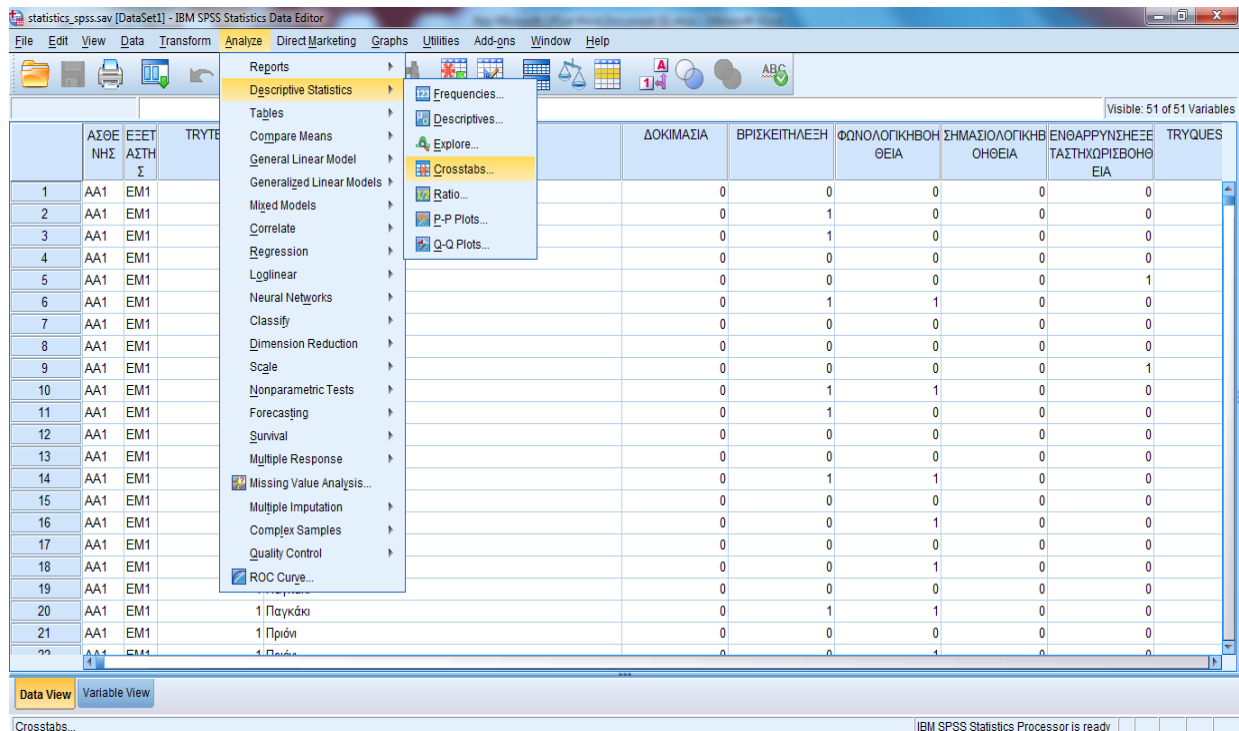 statistics_spss.sav [DataSet1] - IBM SPSS Statistics Data Editor
File Edit View Data Transform Analyze Direct Marketing Graphs Utilities Add-ons Window Help
Visible: 51 of 51 Variables
Reports
Descriptive Statistics
Tables
Compare Means
General Linear Model
Generalized Linear Models
Mixed Models
Correlate
Regression
Loglinear
Neural Networks
Classify
Dimension Reduction
Scale
Nonparametric Tests
Forecasting
Survival
Multiple Response
Missing Value Analysis...
Multiple Imputation
Complex Samples
Quality Control
ROC Curve...
Frequencies...
Descriptives...
Explore...
Crosstabs...
Ratio...
P-P Plots...
Q-Q Plots...
ΑΣΘΕ ΕΞΕΤ TRYTE ΔΟΚΙΜΑΣΙΑ ΒΡΙΣΚΕΙΤΗΛΕΞΗ ΦΩΝΟΛΟΓΙΚΗΒΟΗ ΣΗΜΑΣΙΟΛΟΓΙΚΗΒ ΕΝΘΑΡΡΥΝΣΗΕΞΕ TRYQUES
ΝΗΣ ΑΣΤΗ ΘΕΙΑ ΟΗΘΕΙΑ ΤΑΣΤΗΧΩΡΙΣΒΟΗΘ
Σ ΕΙΑ
1 AA1 EM1 0 0 0 0 0
2 AA1 EM1 0 1 0 0 0
3 AA1 EM1 0 1 0 0 0
4 AA1 EM1 0 0 0 0 0
5 AA1 EM1 0 0 0 0 1
6 AA1 EM1 0 1 1 0 0
7 AA1 EM1 0 0 0 0 0
8 AA1 EM1 0 0 0 0 0
9 AA1 EM1 0 0 0 0 1
10 AA1 EM1 0 1 1 0 0
11 AA1 EM1 0 1 0 0 0
12 AA1 EM1 0 0 0 0 0
13 AA1 EM1 0 0 0 0 0
14 AA1 EM1 0 1 1 0 0
15 AA1 EM1 0 0 0 0 0
16 AA1 EM1 0 0 1 0 0
17 AA1 EM1 0 0 0 0 0
18 AA1 EM1 0 0 1 0 0
19 AA1 EM1 0 0 0 0 0
20 AA1 EM1 1 Παγκάκι 0 1 1 0 0
21 AA1 EM1 1 Πριόνι 0 0 0 0 0
Data View Variable View
Crosstabs...
IBM SPSS Statistics Processor is ready